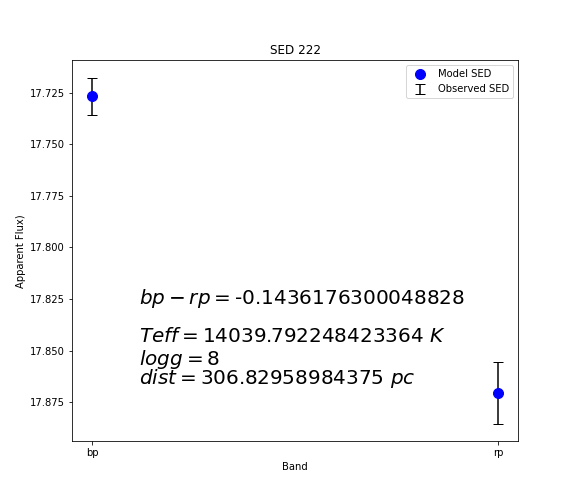 SED 222
Model SED
Observed SED
17.725
17.750
17.775
17.800
17.825
17.850
17.875
Apparent Flux)
bp − rp = -0.1436176300048828
Teff = 14039.792248423364 K
logg = 8
dist = 306.82958984375 pc
bp
rp
Band